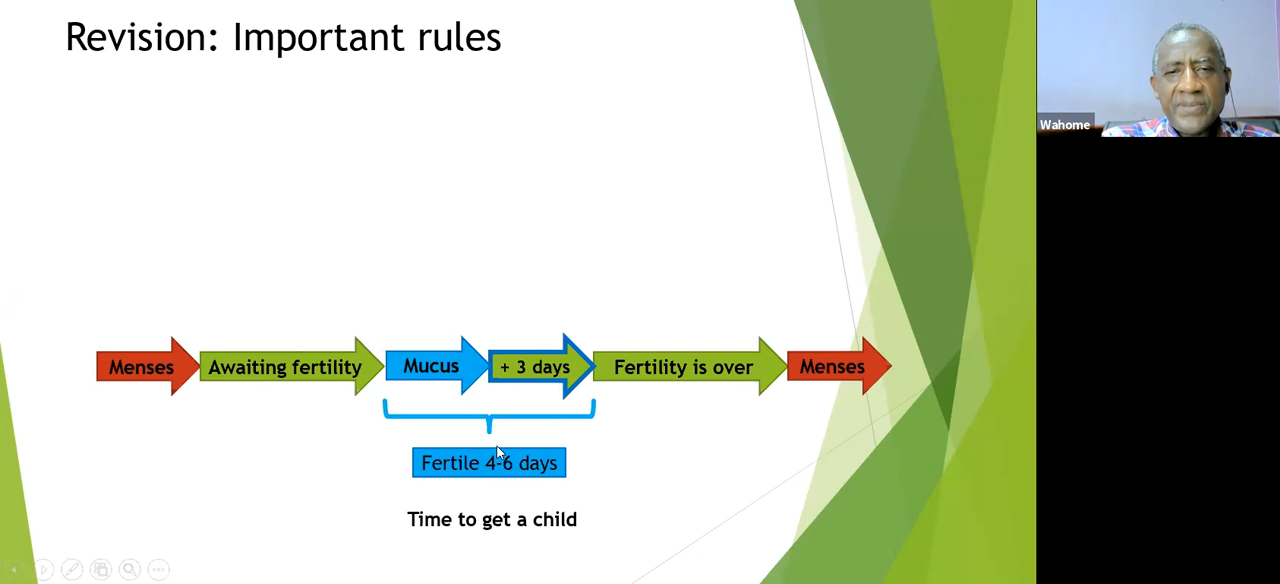 Revision: Important rules
Wahome
Menses
Awaiting fertility
Mucus
+ 3 days
Fertility is over
Menses
Fertile 4-6 days
Time to get a child